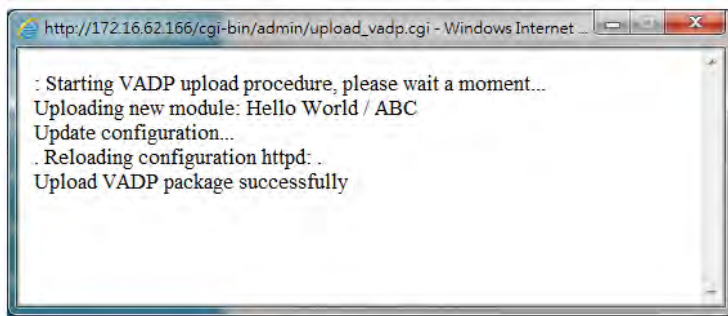 http://172.16.62.166/cgi-bin/admin/upload_vadp.cgi - Windows Internet ...
: Starting VADP upload procedure, please wait a moment...
Uploading new module: Hello World / ABC
Update configuration...
. Reloading configuration httpd: .
Upload VADP package successfully